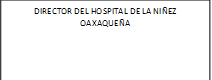 DIRECTOR DEL HOSPITAL DE LA NIÑEZ
OAXAQUEÑA